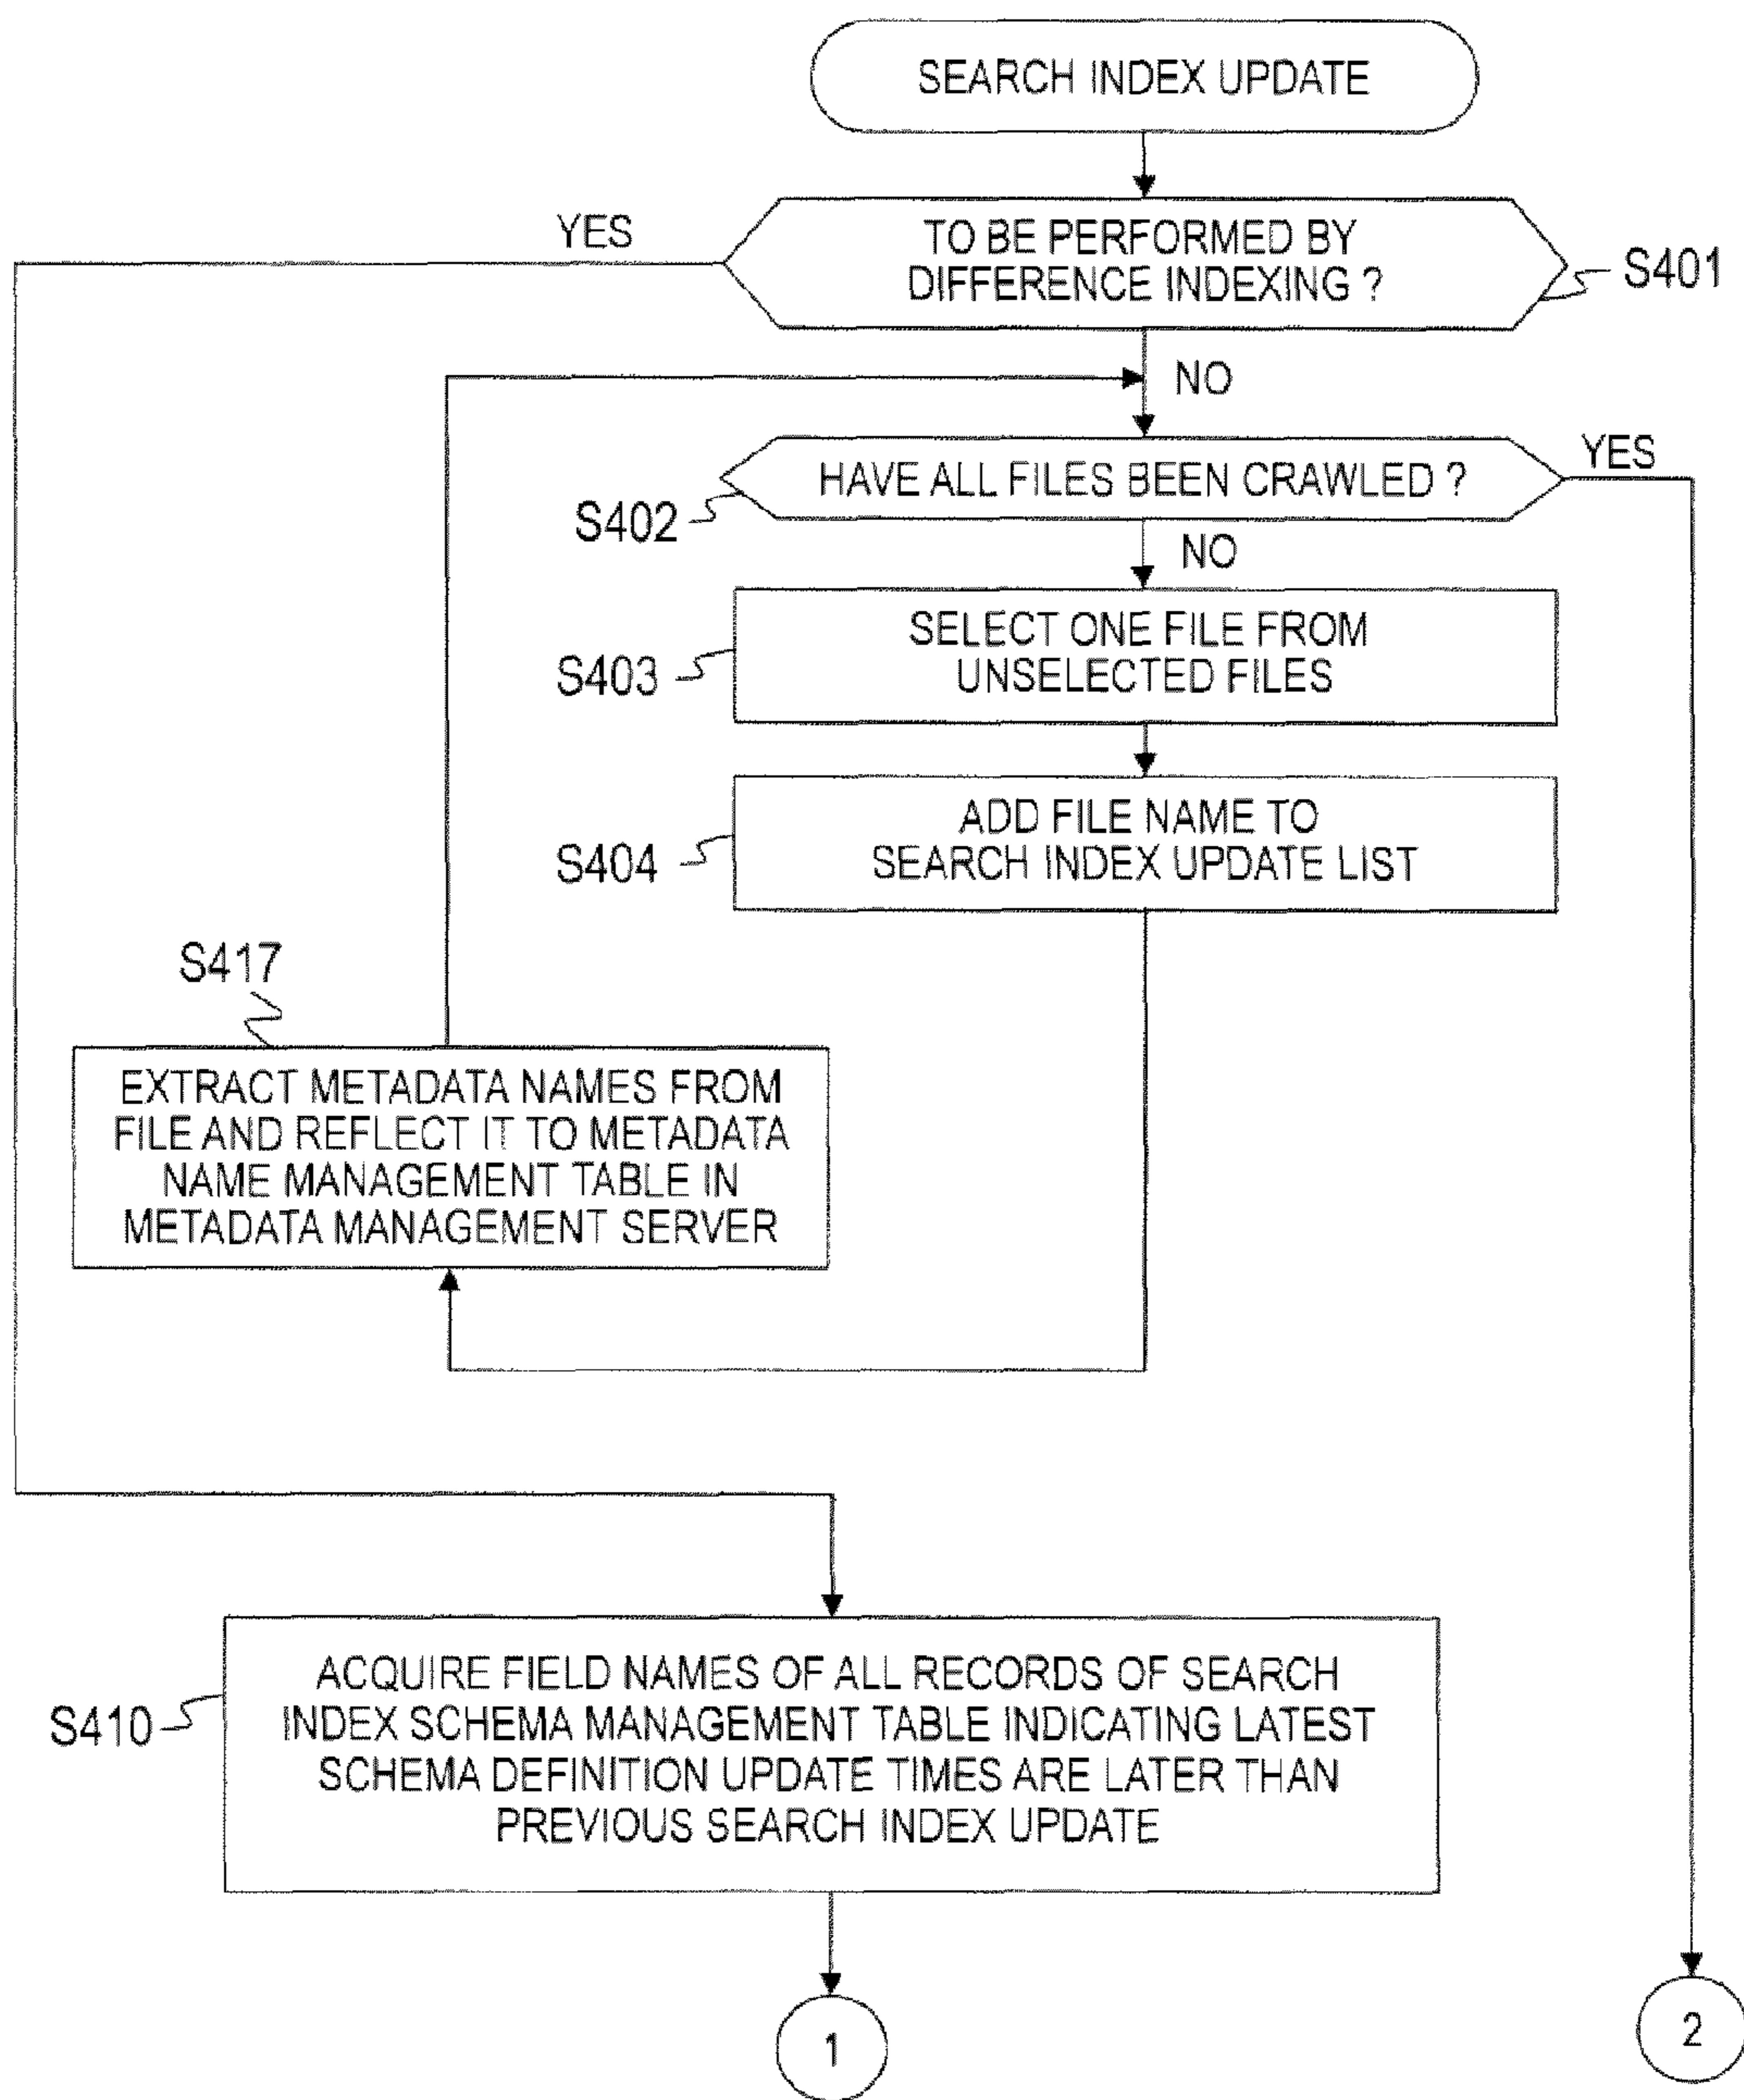 SEARCH INDEX UPDATE
YES
TO BE PERFORMED BY
DIFFERENCE INDEXING ?
S401
NO
HAVE ALL FILES BEEN CRAWLED ?
YES
S402
NO
SELECT ONE FILE FROM
UNSELECTED FILES
S403
ADD FILE NAME TO
SEARCH INDEX UPDATE LIST
S404
S417
EXTRACT METADATA NAMES FROM
FILE AND REFLECT IT TO METADATA
NAME MANAGEMENT TABLE IN
METADATA MANAGEMENT SERVER
ACQUIRE FIELD NAMES OF ALL RECORDS OF SEARCH
INDEX SCHEMA MANAGEMENT TABLE INDICATING LATEST
SCHEMA DEFINITION UPDATE TIMES ARE LATER THAN
PREVIOUS SEARCH INDEX UPDATE
S410
1
2